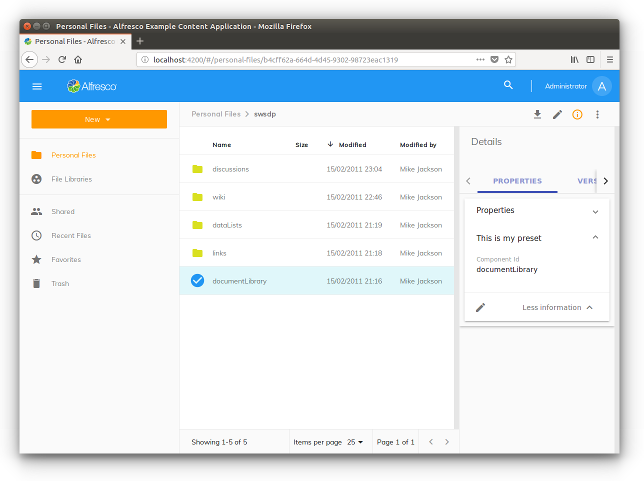 Personal Files - Alfresco Example Content Application - Mozilla Firefox
Personal Files - Alfresco
localhost:4200/#/personal-files/b4cff62a-664d-4d45-9302-98723eac1319
Alfresco
Administrator A
New
Personal Files
File Libraries
Shared
Recent Files
Favorites
Trash
Personal Files > swsdp
Name Size Modified Modified by
discussions 15/02/2011 23:04 Mike Jackson
wiki 15/02/2011 22:46 Mike Jackson
dataLists 15/02/2011 21:19 Mike Jackson
links 15/02/2011 21:18 Mike Jackson
documentLibrary 15/02/2011 21:16 Mike Jackson
Showing 1-5 of 5 Items per page 25 Page 1 of 1
Details
PROPERTIES VERS
Properties
This is my preset
Component Id
documentLibrary
Less information